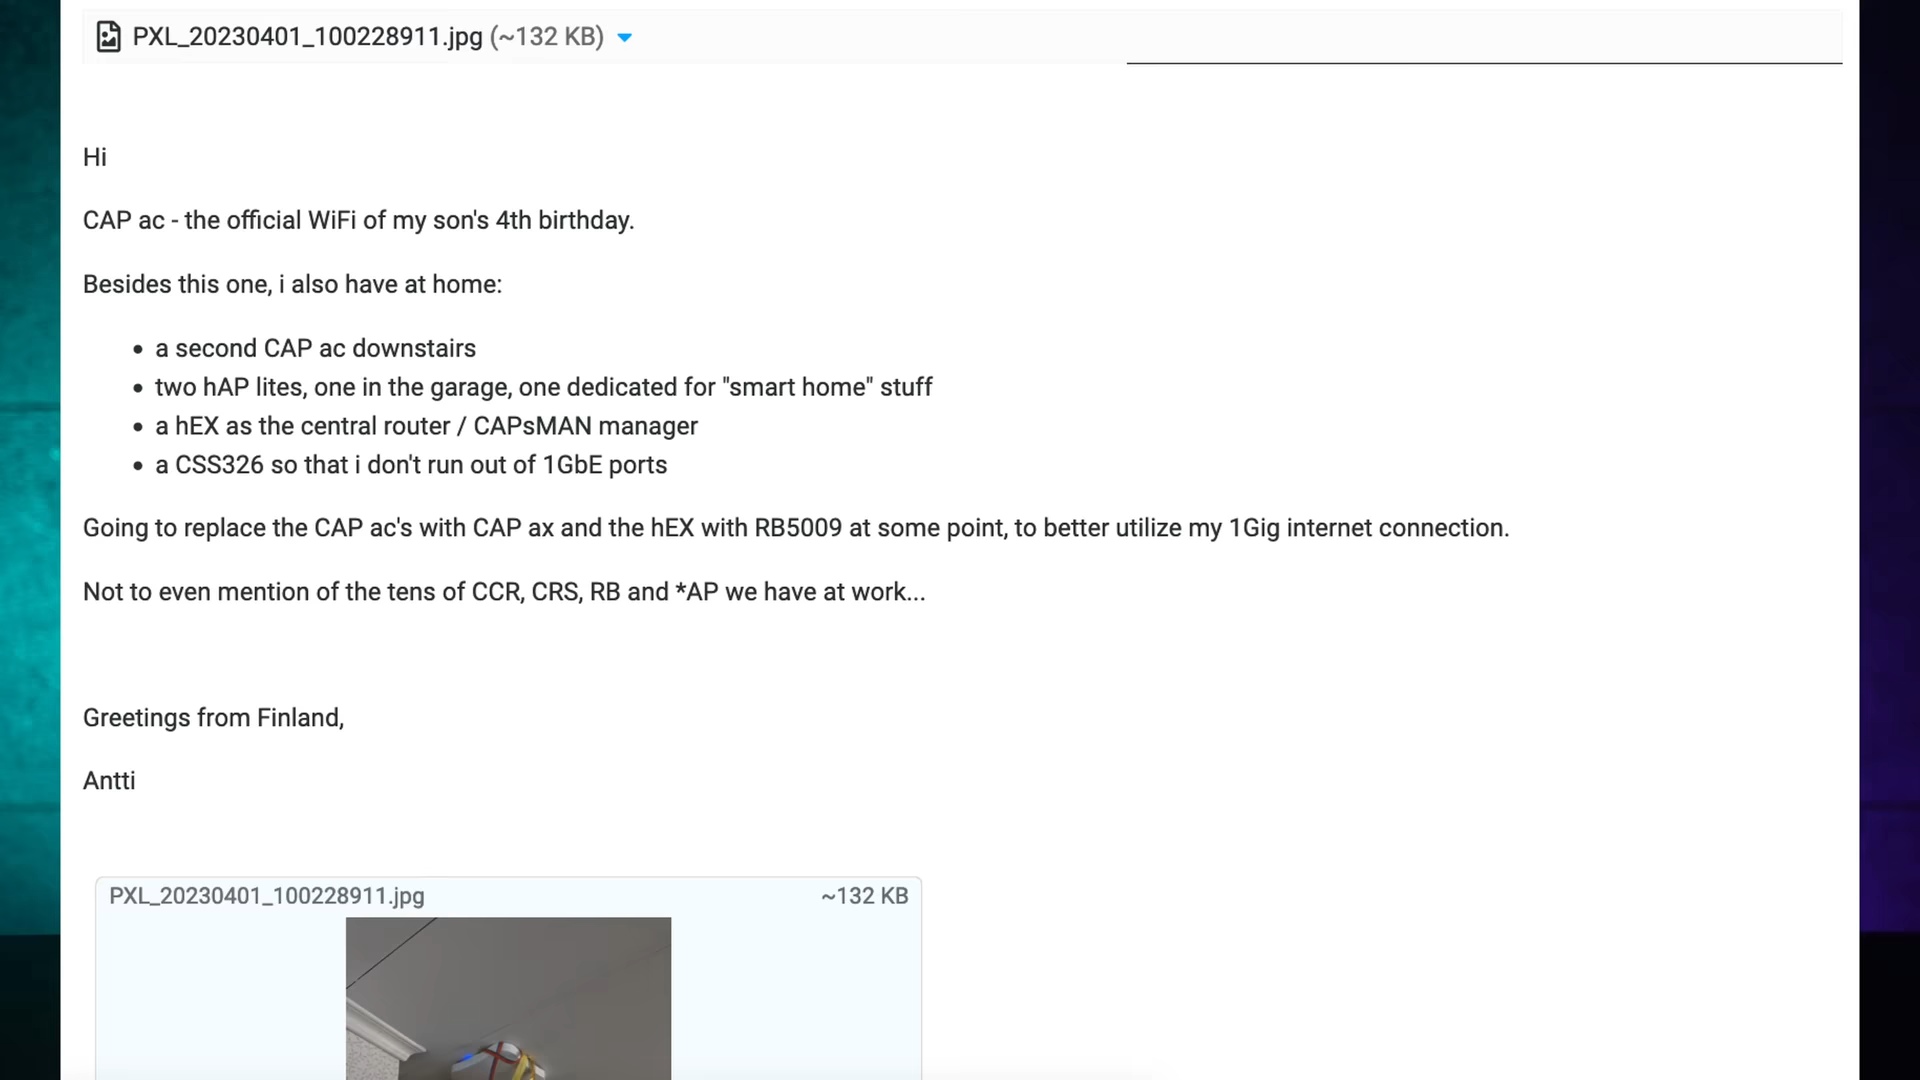 PXL_20230401_100228911.jpg (~132 KB)
Hi
CAP ac - the official WiFi of my son's 4th birthday.
Besides this one, i also have at home:
• a second CAP ac downstairs
• two hAP lites, one in the garage, one dedicated for "smart home" stuff
• a hEX as the central router / CAPsMAN manager
• a CSS326 so that i don't run out of 1GbE ports
Going to replace the CAP ac's with CAP ax and the hEX with RB5009 at some point, to better utilize my 1Gig internet connection.
Not to even mention of the tens of CCR, CRS, RB and *AP we have at work...
Greetings from Finland,
Antti
PXL_20230401_100228911.jpg ~132 KB